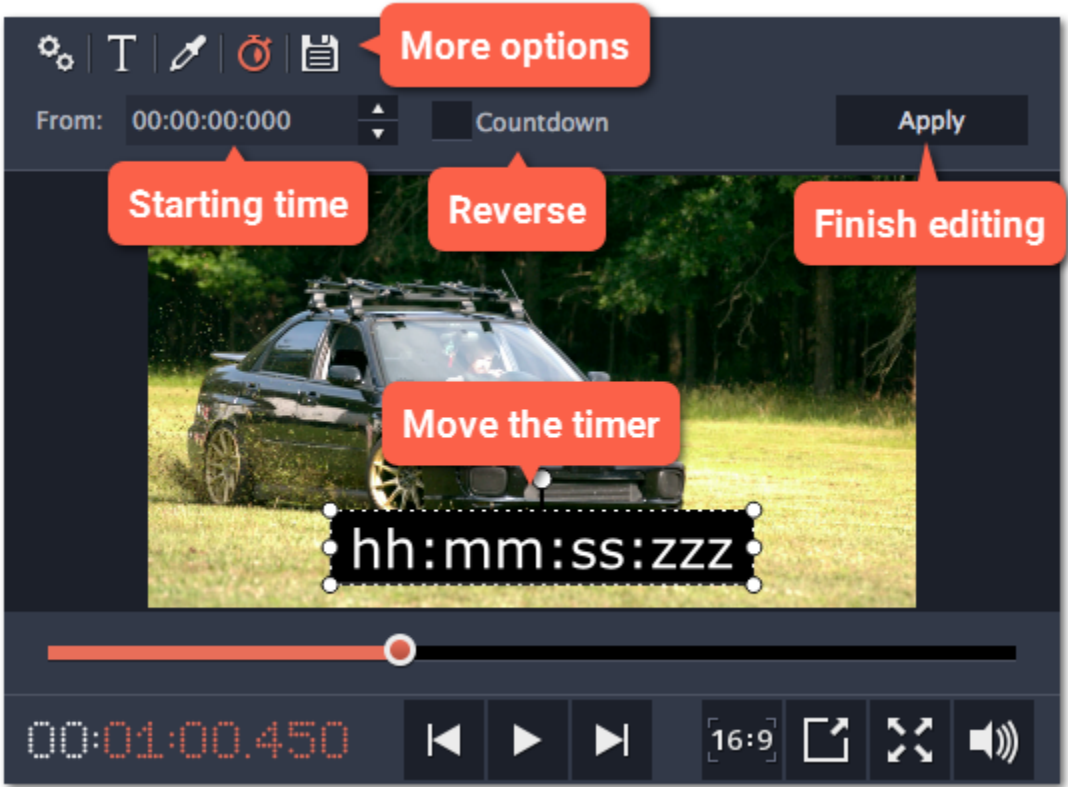 T
More options
From: 00:00:00:000 Countdown Apply
Starting time
Reverse
Finish editing
Move the timer
hh:mm:ss:zzz
00:01:00.450 16:9